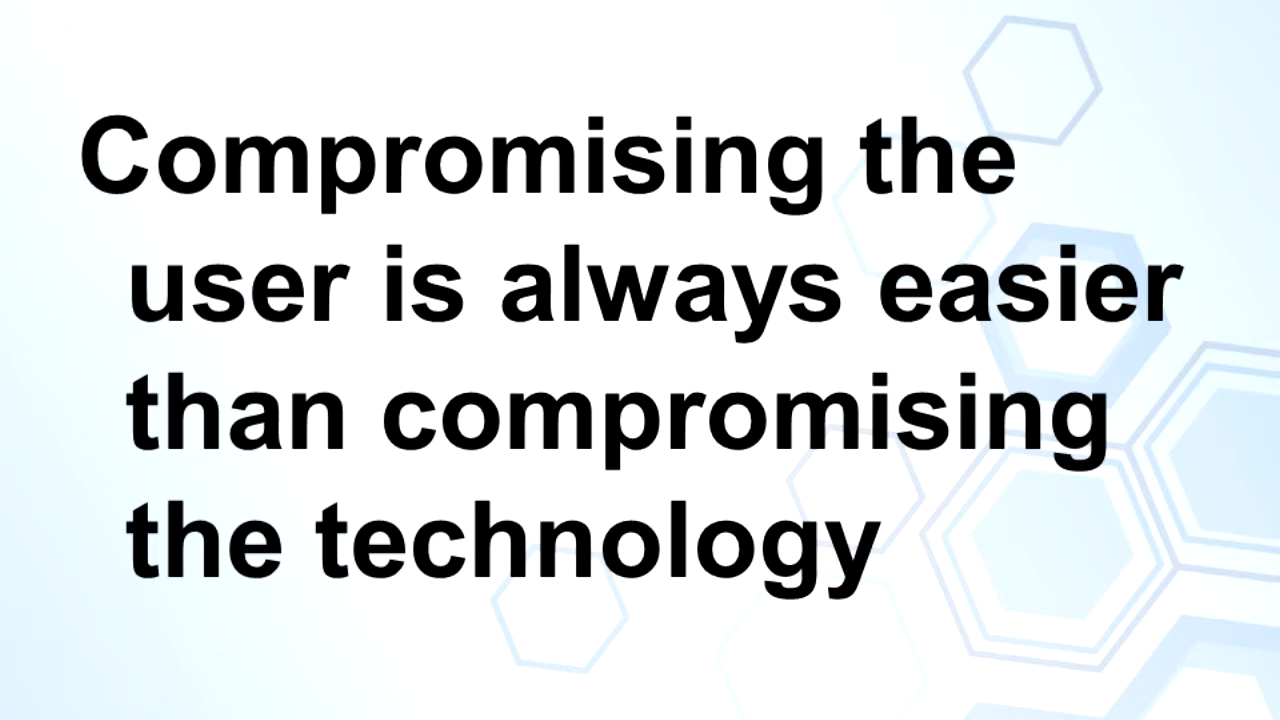 Compromising the
user is always easier
than compromising
the technology